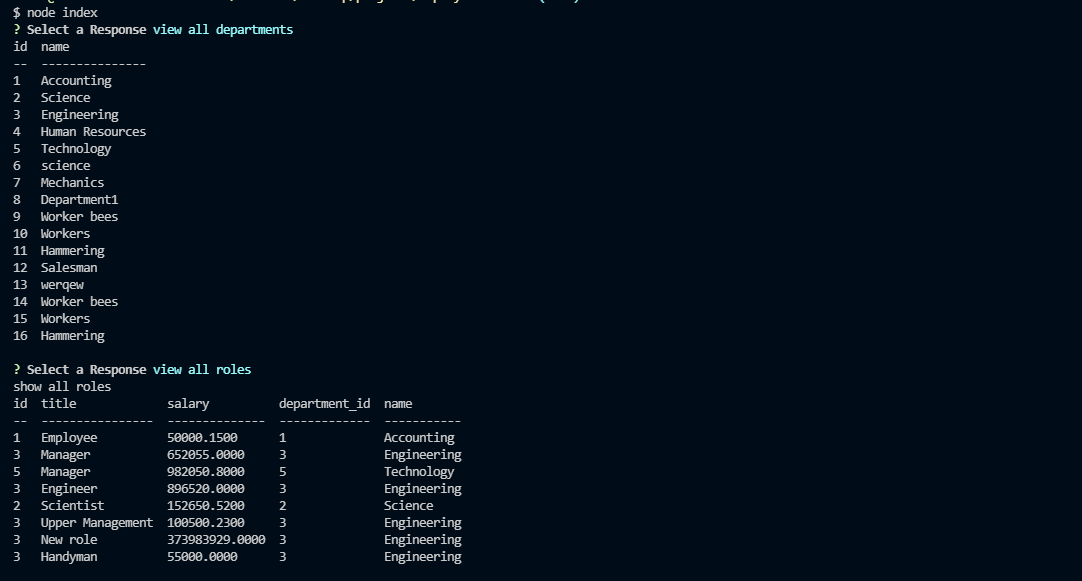 $ node index
? Select a Response view all departments
id  name
--  ---------------
1   Accounting
2   Science
3   Engineering
4   Human Resources
5   Technology
6   science
7   Mechanics
8   Department1
9   Worker bees
10  Workers
11  Hammering
12  Salesman
13  werqew
14  Worker bees
15  Workers
16  Hammering
? Select a Response view all roles
show all roles
id  title             salary          department_id  name
--  ----------------  --------------  -------------  -----------
1   Employee          50000.1500      1              Accounting
3   Manager           652055.0000     3              Engineering
5   Manager           982050.8000     5              Technology
3   Engineer          896520.0000     3              Engineering
2   Scientist         152650.5200     2              Science
3   Upper Management  100500.2300     3              Engineering
3   New role          373983929.0000  3              Engineering
3   Handyman          55000.0000      3              Engineering